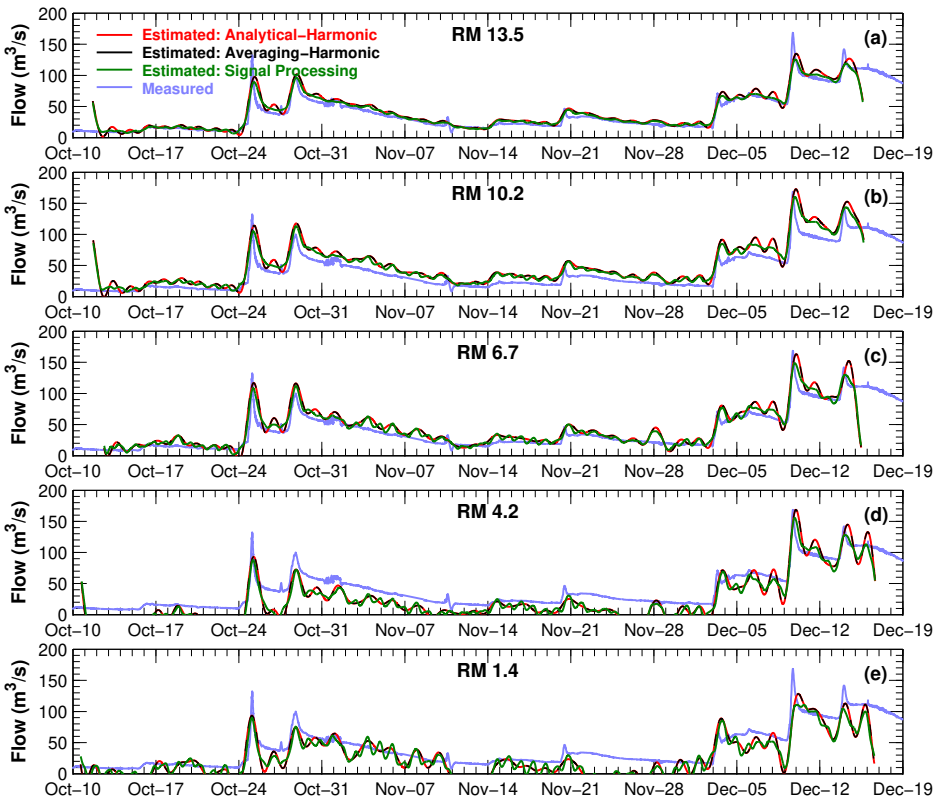 200
150
100
50
0
Flow (m³/s)
RM 13.5
(a)
Estimated: Analytical−Harmonic
Estimated: Averaging−Harmonic
Estimated: Signal Processing
Measured
Oct−10 Oct−17 Oct−24 Oct−31 Nov−07 Nov−14 Nov−21 Nov−28 Dec−05 Dec−12 Dec−19
200
150
100
50
0
Flow (m³/s)
RM 10.2
(b)
Oct−10 Oct−17 Oct−24 Oct−31 Nov−07 Nov−14 Nov−21 Nov−28 Dec−05 Dec−12 Dec−19
200
150
100
50
0
Flow (m³/s)
RM 6.7
(c)
Oct−10 Oct−17 Oct−24 Oct−31 Nov−07 Nov−14 Nov−21 Nov−28 Dec−05 Dec−12 Dec−19
200
150
100
50
0
Flow (m³/s)
RM 4.2
(d)
Oct−10 Oct−17 Oct−24 Oct−31 Nov−07 Nov−14 Nov−21 Nov−28 Dec−05 Dec−12 Dec−19
200
150
100
50
0
Flow (m³/s)
RM 1.4
(e)
Oct−10 Oct−17 Oct−24 Oct−31 Nov−07 Nov−14 Nov−21 Nov−28 Dec−05 Dec−12 Dec−19